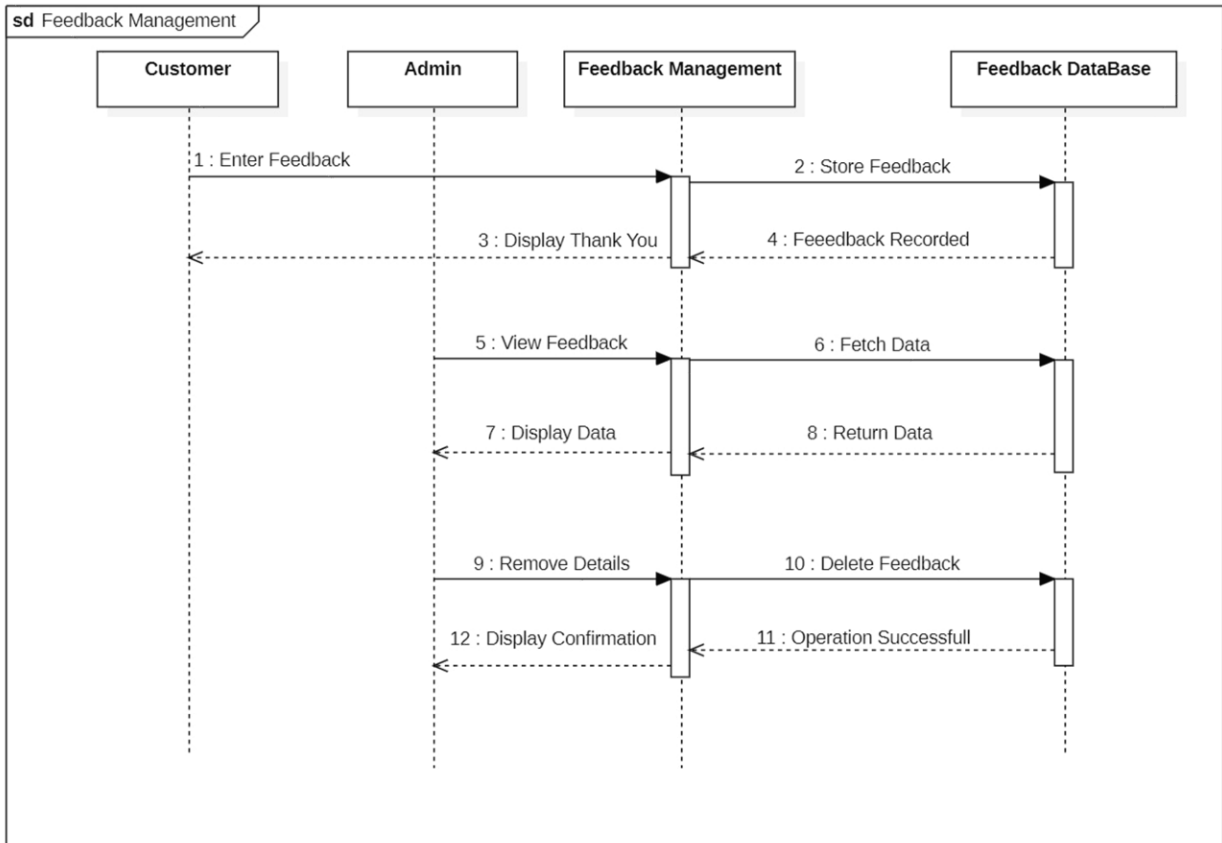 sd Feedback Management
Customer
Admin
Feedback Management
Feedback DataBase
1 : Enter Feedback
2 : Store Feedback
3 : Display Thank You
4 : Feeedback Recorded
5 : View Feedback
6 : Fetch Data
7 : Display Data
8 : Return Data
9 : Remove Details
10 : Delete Feedback
12 : Display Confirmation
11 : Operation Successfull